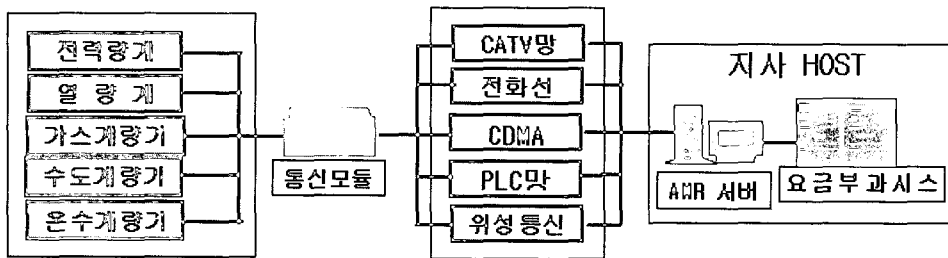 전력량계
열 량 계
가스계량기
수도계량기
온수계량기
통신모듈
CATV망
전화선
CDMA
PLC맛
위성통신
지사 HOST
AMR 서버
요금부과시스